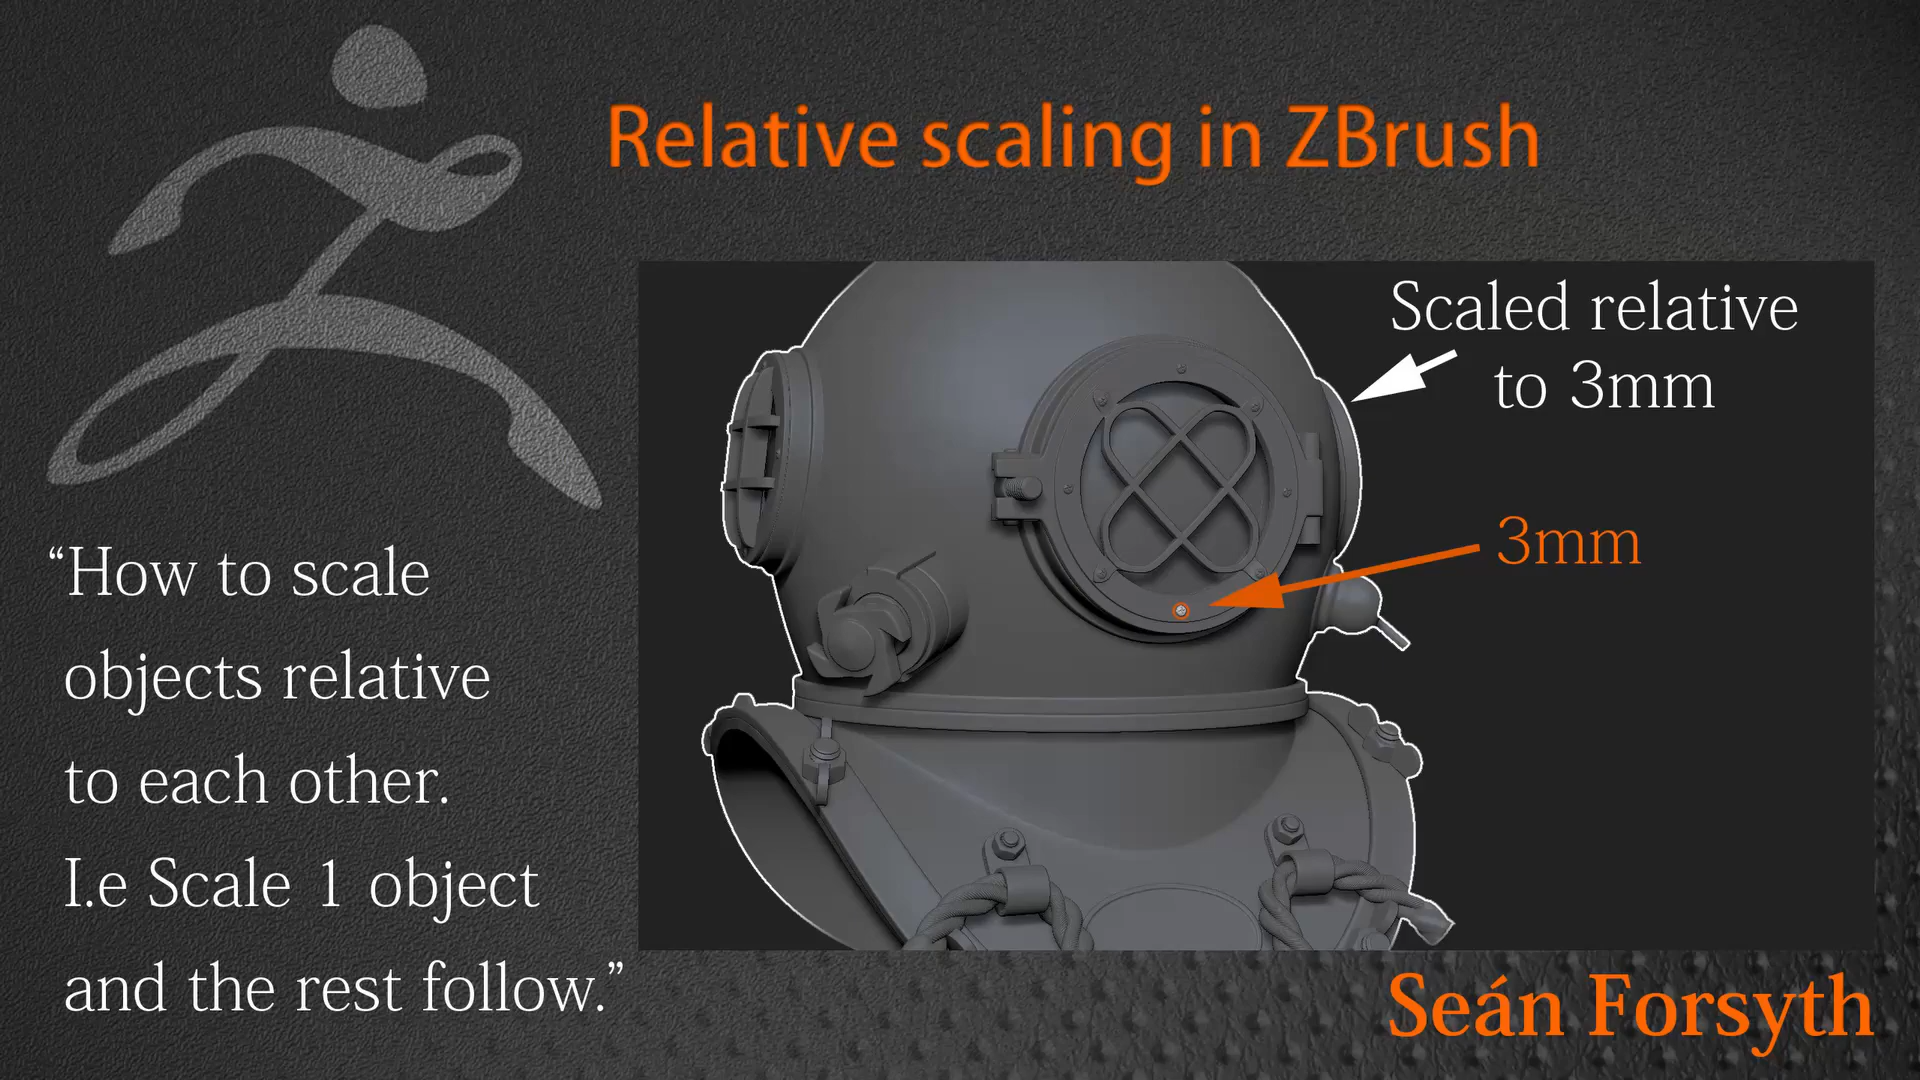 Relative scaling in ZBrush
Scaled relative
to 3mm
3mm
“How to scale
objects relative
to each other.
I.e Scale 1 object
and the rest follow.”
Seán Forsyth